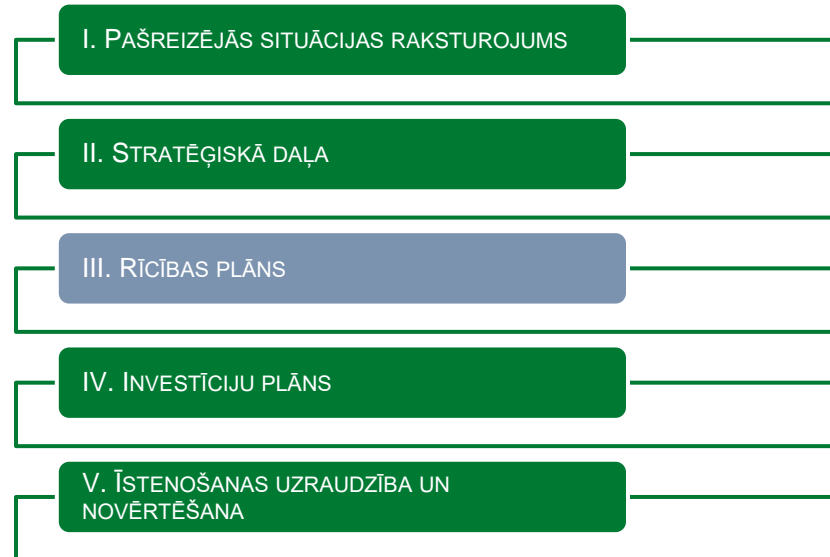 I. PAŠREIZĒJĀS SITUĀCIJAS RAKSTUROJUMS
II. STRATĒĢISKĀ DAĻA
III. RĪCĪBAS PLĀNS
IV. INVESTĪCIJU PLĀNS
V. ĪSTENOŠANAS UZRAUDZĪBA UN
NOVĒRTĒŠANA